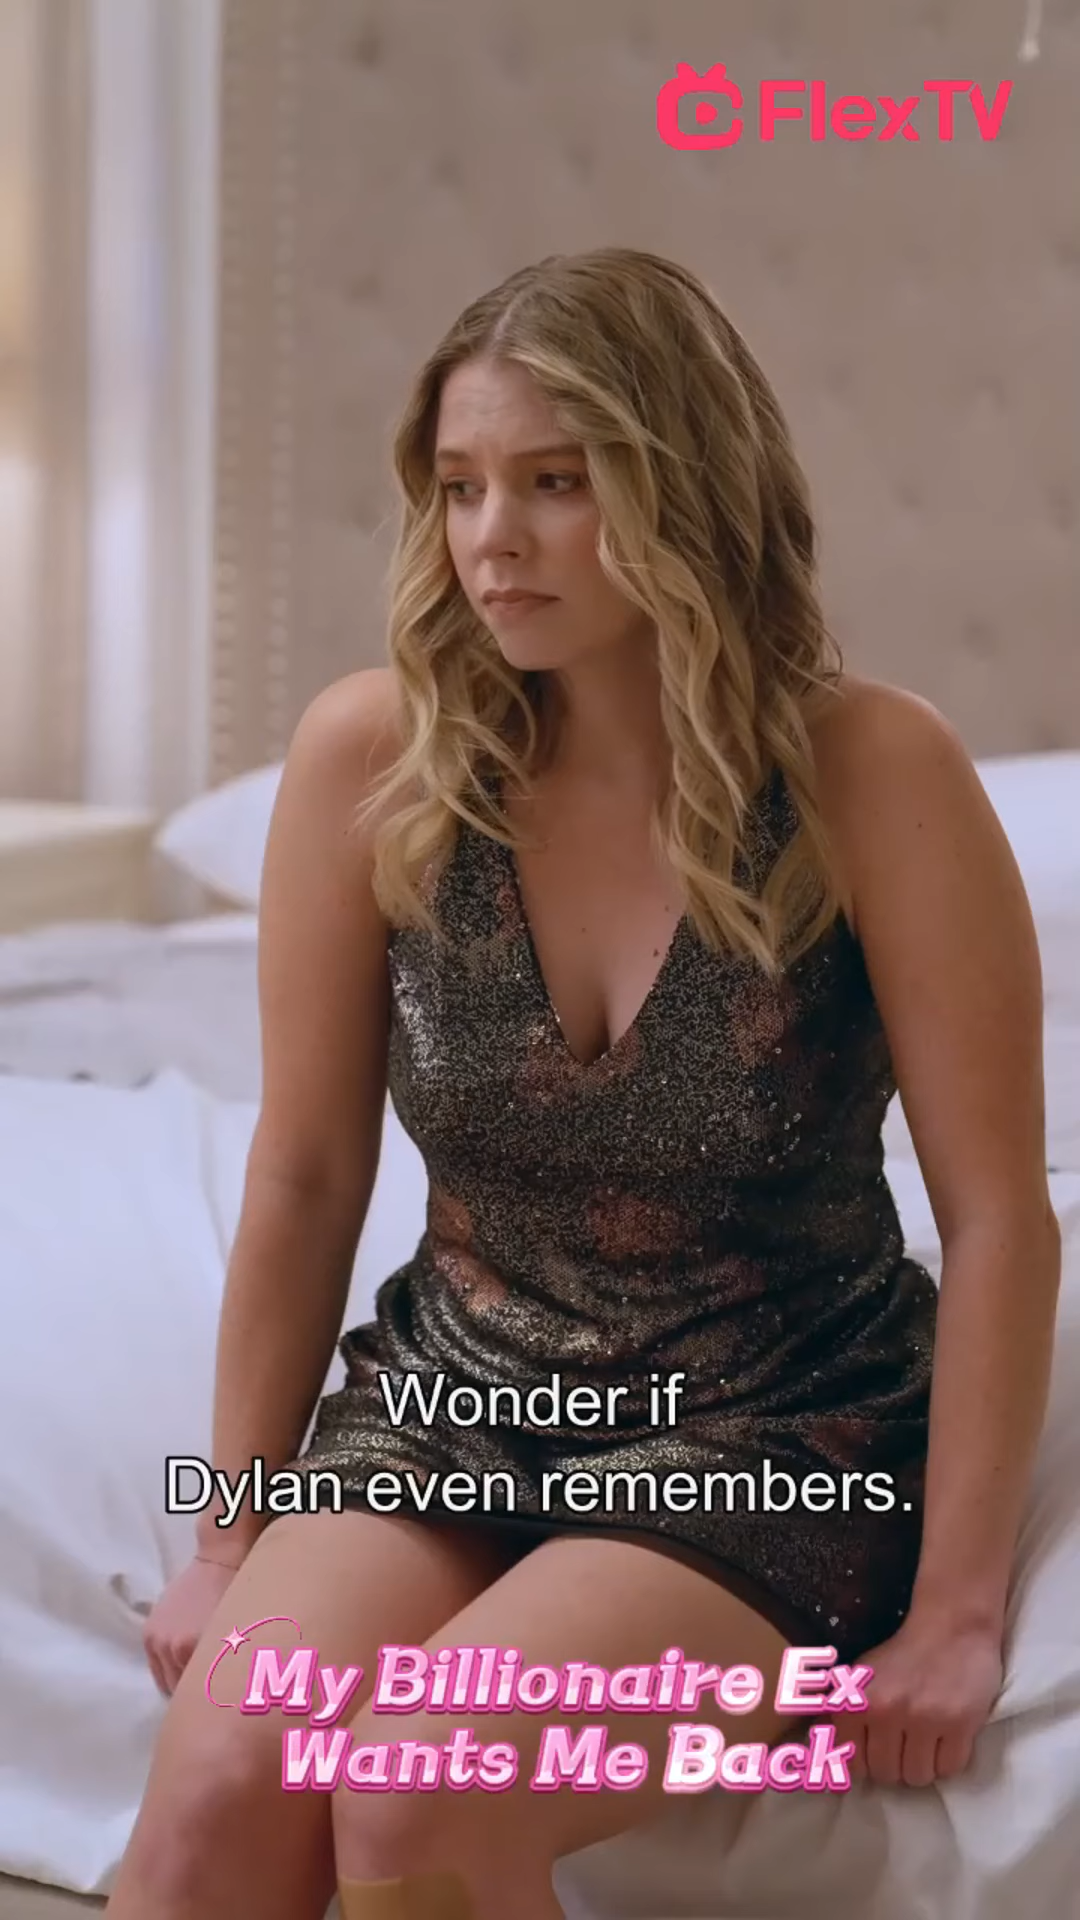 FlexTV
Wonder if
Dylan even remembers.
My Billionaire Ex
Wants Me Back